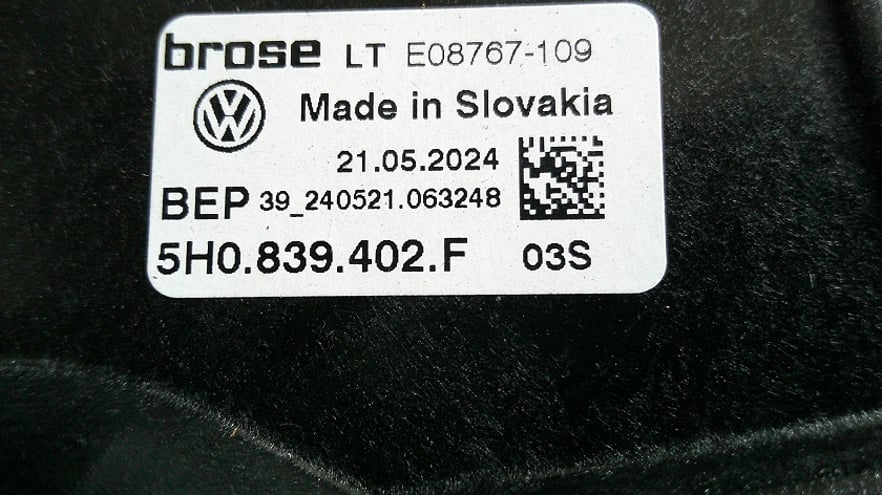 brose LT E08767-109
Made in Slovakia
21.05.2024
BEP 39_240521.063248
5H0.839.402.F 03S